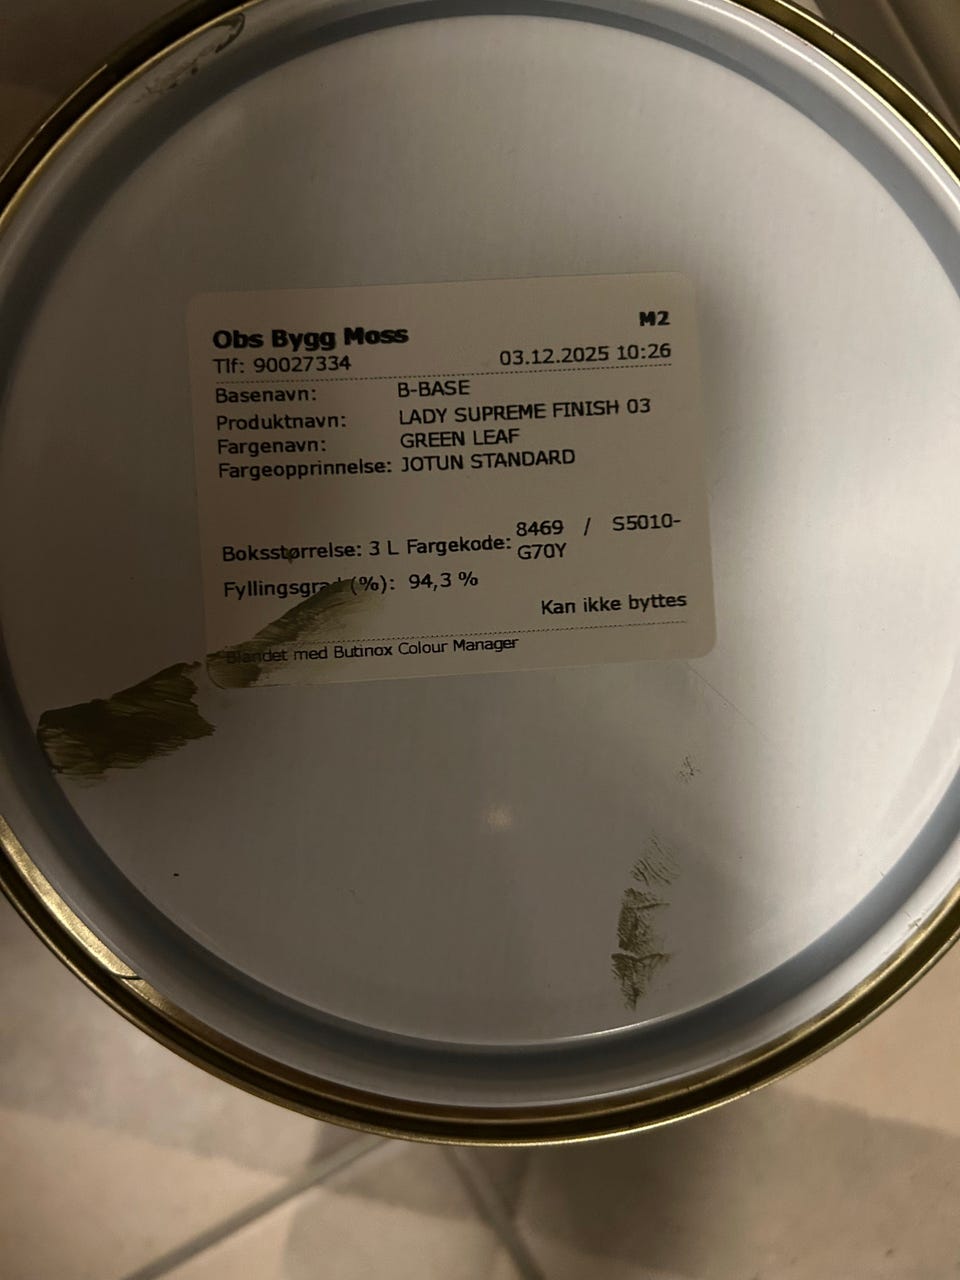 Obs Bygg Moss M2
Tlf: 90027334 03.12.2025 10:26
Basenavn: B-BASE
Produktnavn: LADY SUPREME FINISH 03
Fargenavn: GREEN LEAF
Fargeopprinnelse: JOTUN STANDARD
Boksstørrelse: 3 L Fargekode: 8469 / S5010-
G70Y
Fyllingsgrad (%): 94,3 %
Kan ikke byttes
Blandet med Butinox Colour Manager